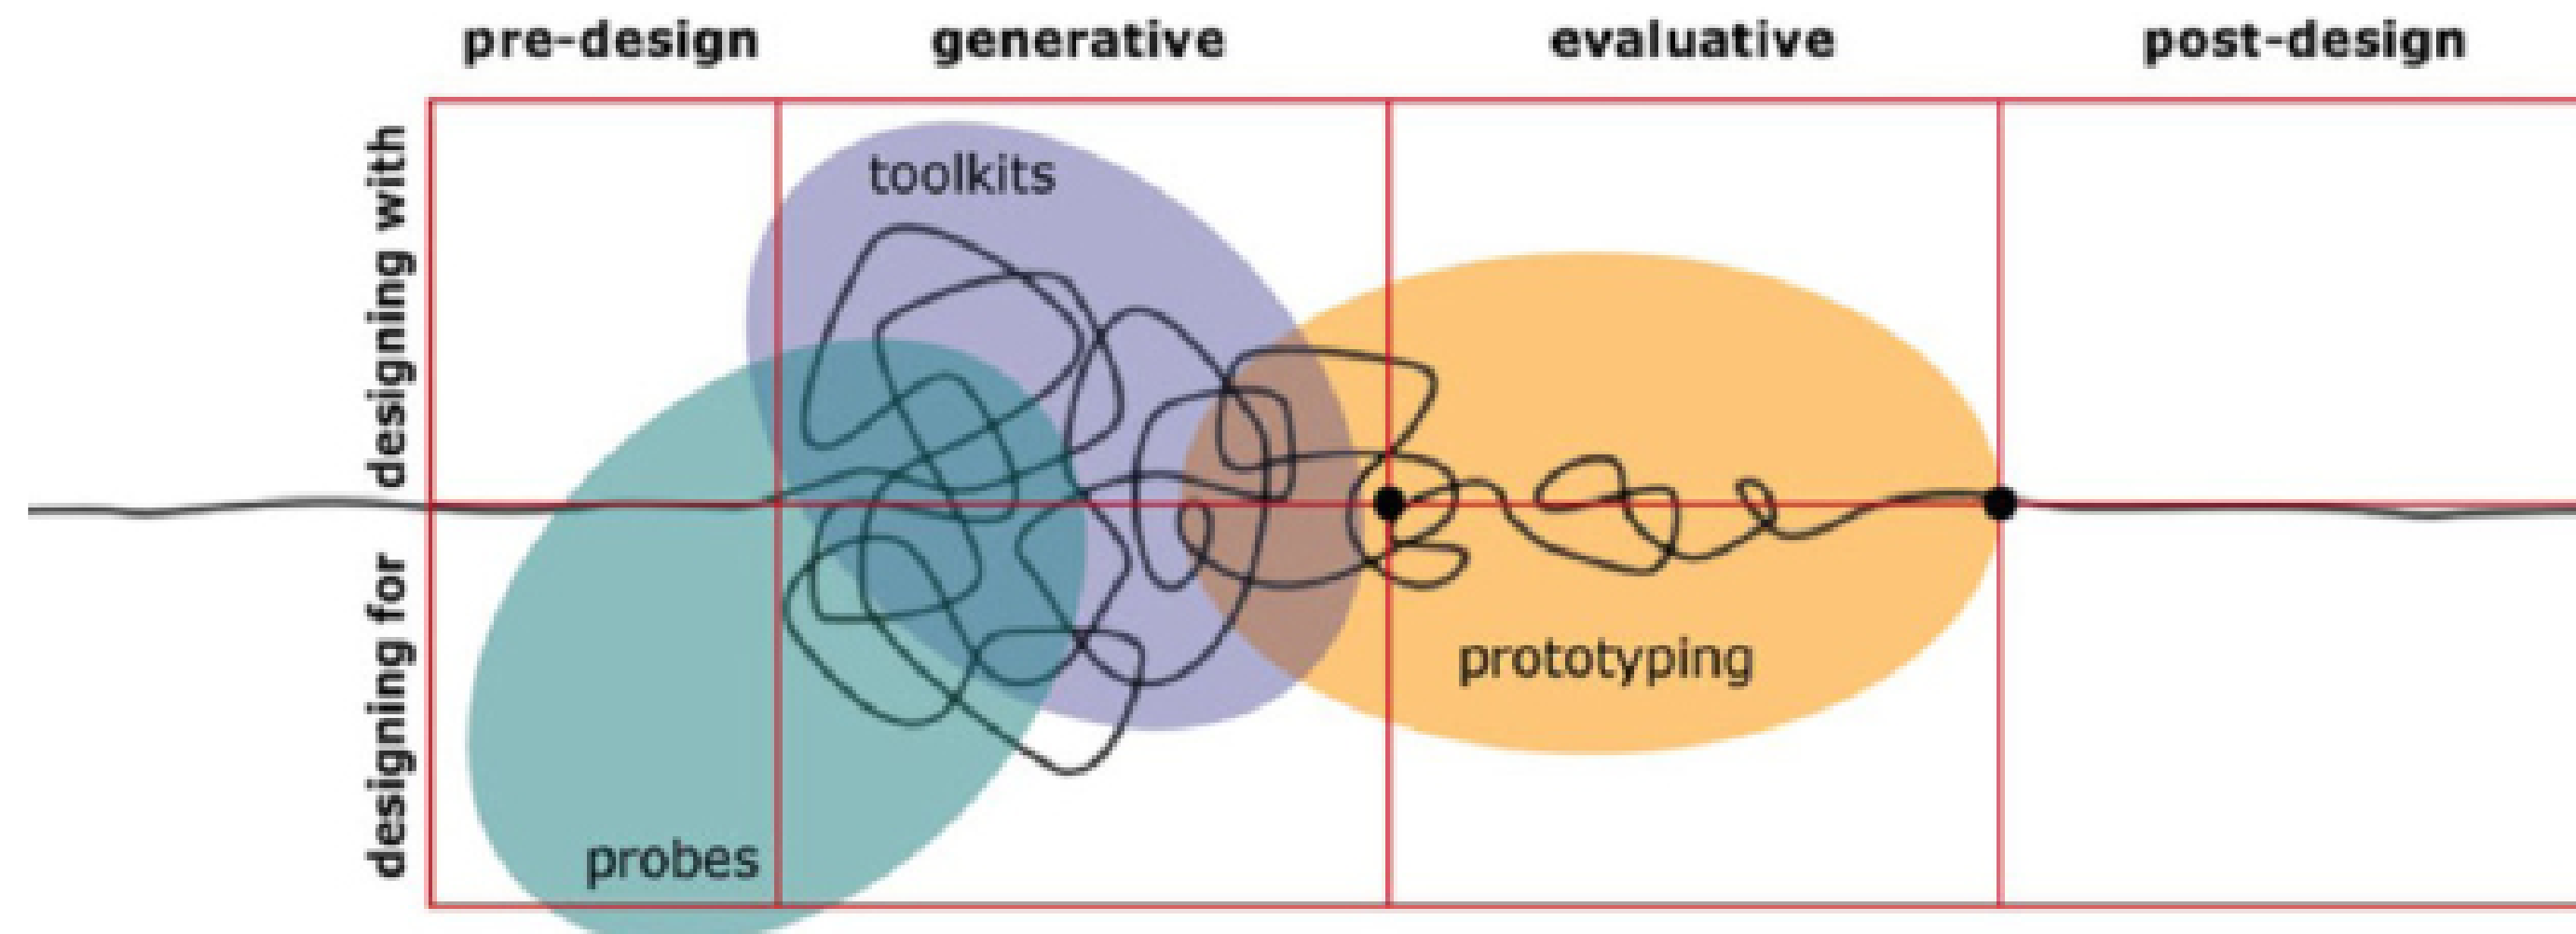 pre-design
generative
evaluative
post-design
designing with
toolkits
designing for
prototyping
probes